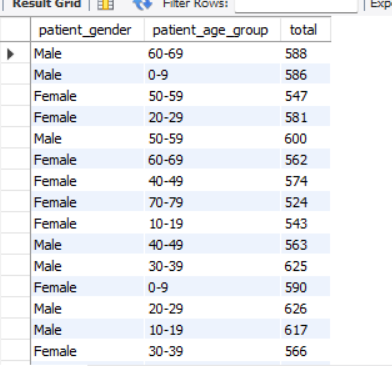 Result Grid Filter Rows: Expo
patient_gender patient_age_group total
Male 60-69 588
Male 0-9 586
Female 50-59 547
Female 20-29 581
Male 50-59 600
Female 60-69 562
Female 40-49 574
Female 70-79 524
Female 10-19 543
Male 40-49 563
Male 30-39 625
Female 0-9 590
Male 20-29 626
Male 10-19 617
Female 30-39 566